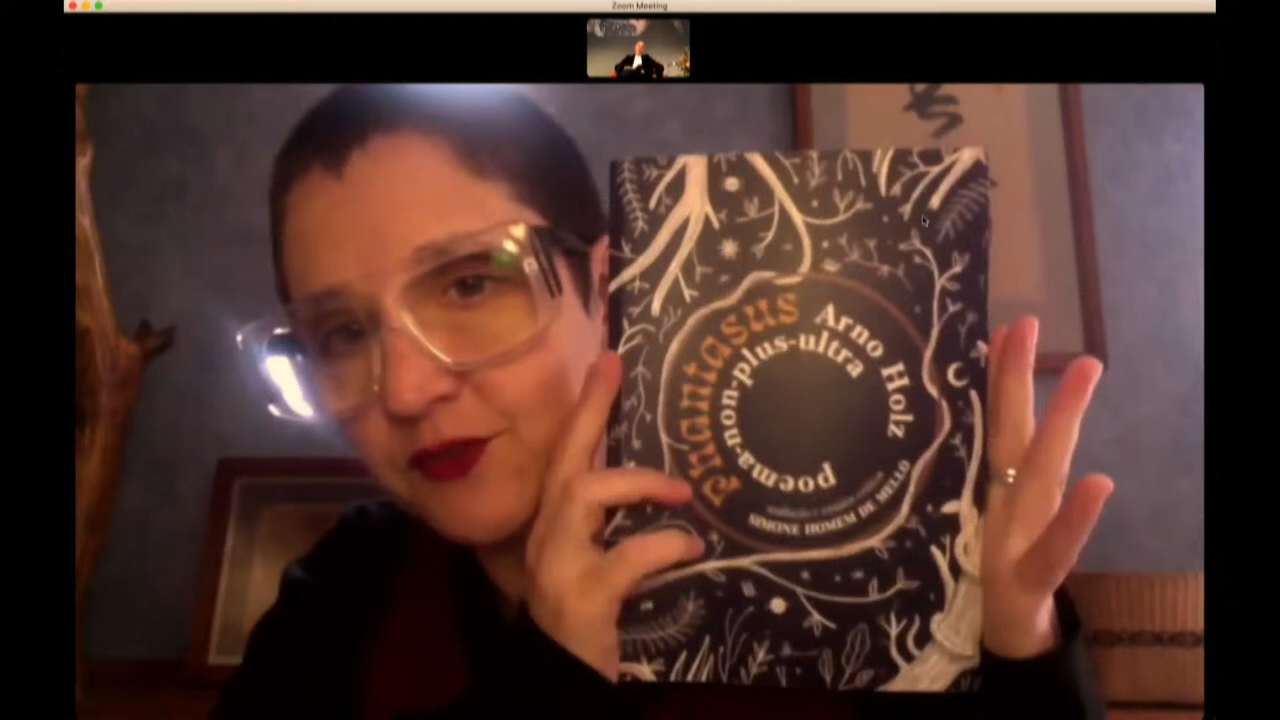 Zoom Meeting
Phantasus
Arno Holz
poema-non-plus-ultra
SIMONE HOMEM DE MELLO